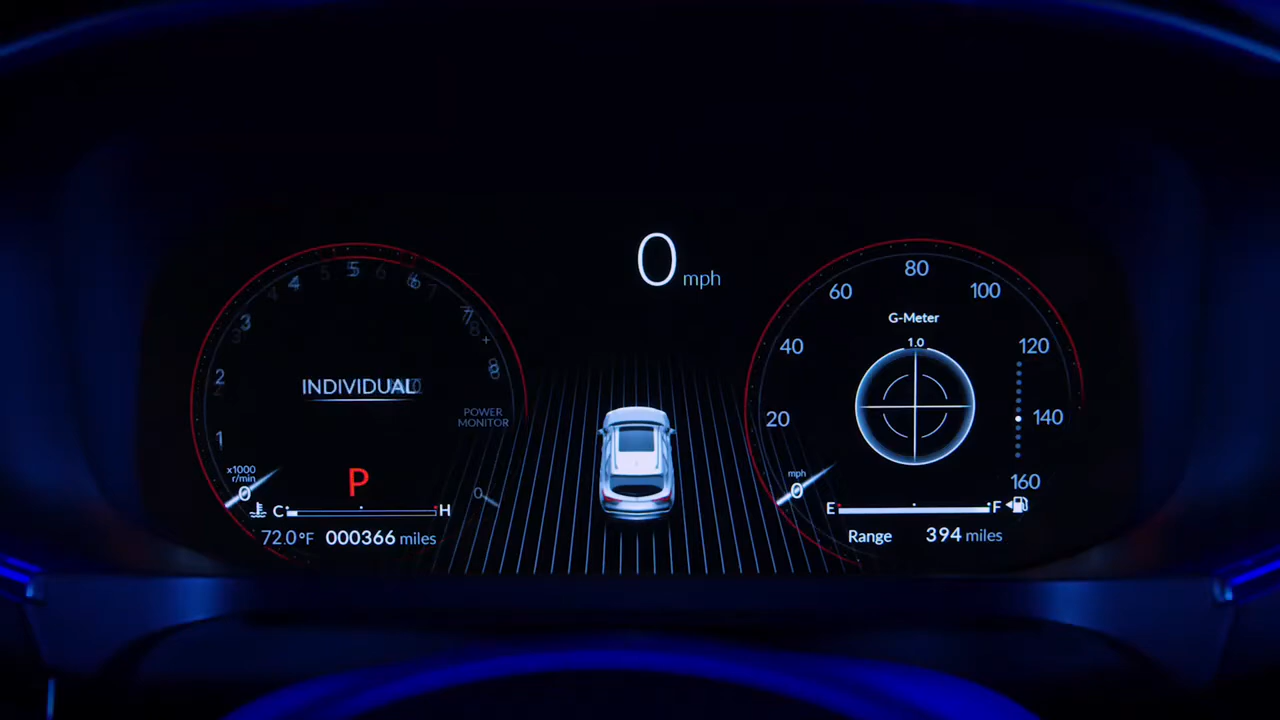 0 mph
1
2
3
4
5
6
7
8
INDIVIDUAL
POWER
MONITOR
x1000
r/min
0
P
C H
72.0°F 000366 miles
0
20
40
60
80
100
120
140
160
G-Meter
1.0
mph
0
E F
Range 394 miles